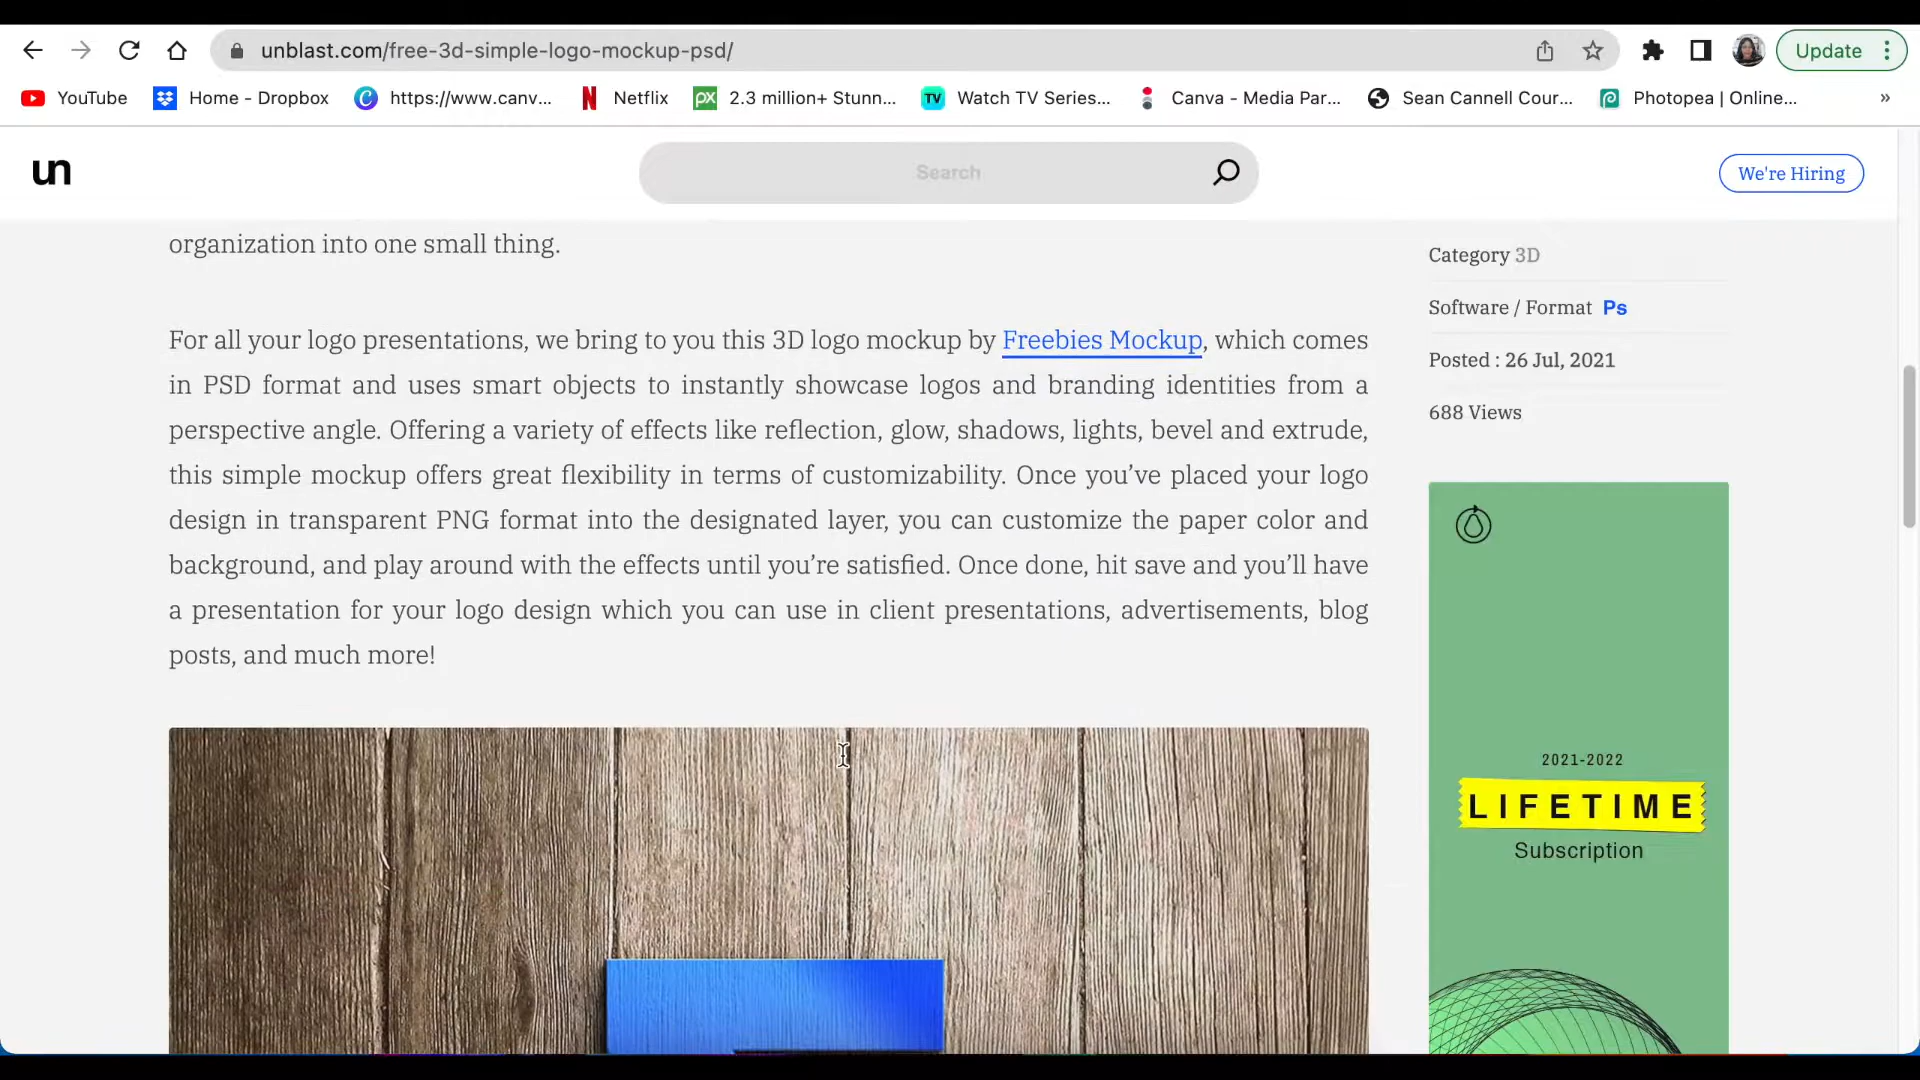 unblast.com/free-3d-simple-logo-mockup-psd/
Update
YouTube
Home - Dropbox
https://www.canv...
Netflix
PX
2.3 million+ Stunn...
TV
Watch TV Series...
Canva - Media Par...
Sean Cannell Cour...
Photopea | Online...
»
un
Search
We're Hiring
organization into one small thing.
For all your logo presentations, we bring to you this 3D logo mockup by Freebies Mockup, which comes
in PSD format and uses smart objects to instantly showcase logos and branding identities from a
perspective angle. Offering a variety of effects like reflection, glow, shadows, lights, bevel and extrude,
this simple mockup offers great flexibility in terms of customizability. Once you’ve placed your logo
design in transparent PNG format into the designated layer, you can customize the paper color and
background, and play around with the effects until you’re satisfied. Once done, hit save and you’ll have
a presentation for your logo design which you can use in client presentations, advertisements, blog
posts, and much more!
Category 3D
Software / Format Ps
Posted : 26 Jul, 2021
688 Views
2021-2022
LIFETIME
Subscription